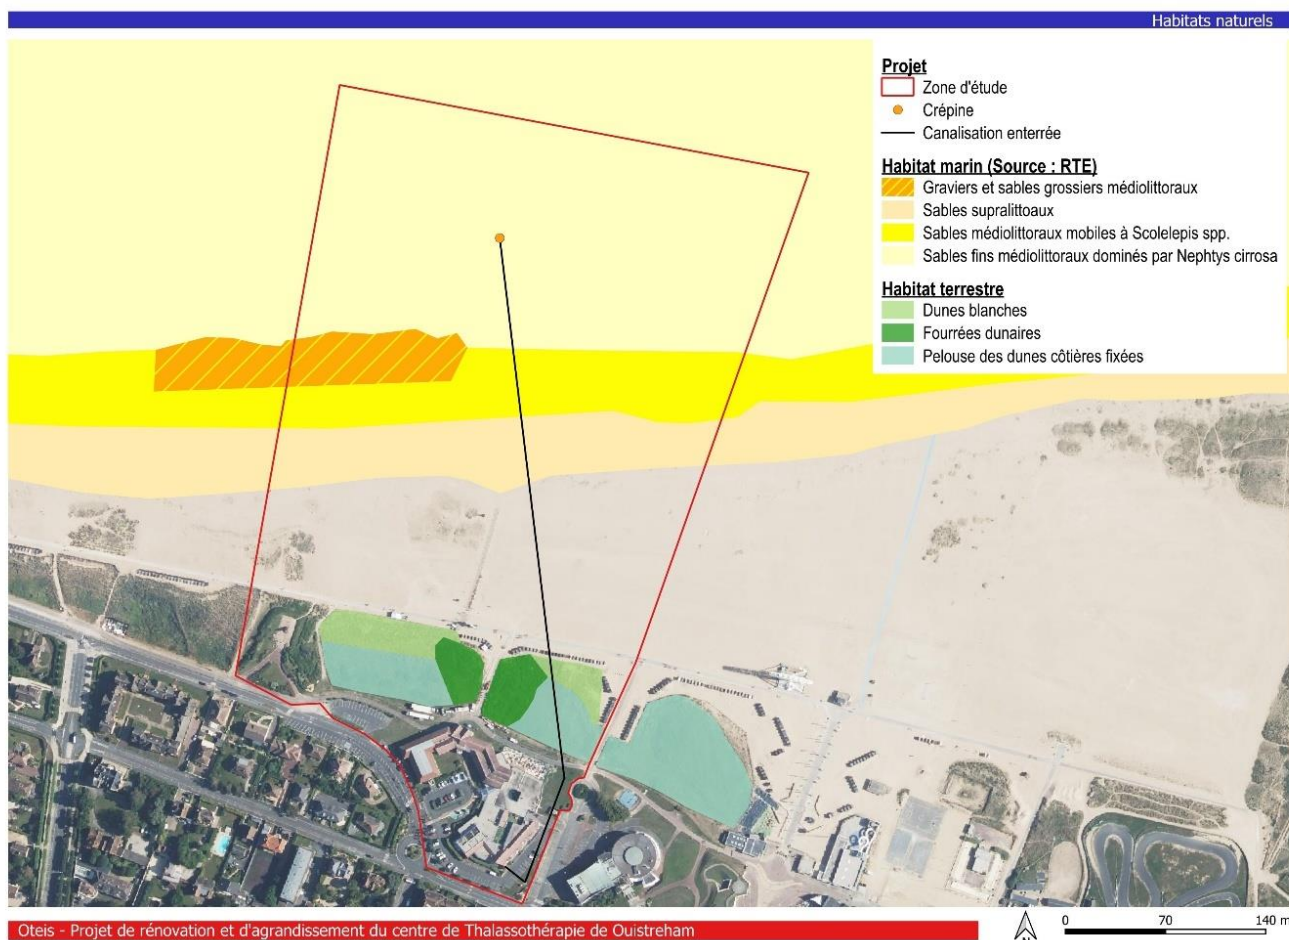 Habitats naturels
Projet
Zone d'étude
Crépine
Canalisation enterrée
Habitat marin (Source : RTE)
Graviers et sables grossiers médiolittoraux
Sables supralittoaux
Sables médiolittoraux mobiles à Scolelepis spp.
Sables fins médiolittoraux dominés par Nephtys cirrosa
Habitat terrestre
Dunes blanches
Fourrées dunaires
Pelouse des dunes côtières fixées
Oteis - Projet de rénovation et d'agrandissement du centre de Thalassothérapie de Ouistreham
N
0 70 140 m